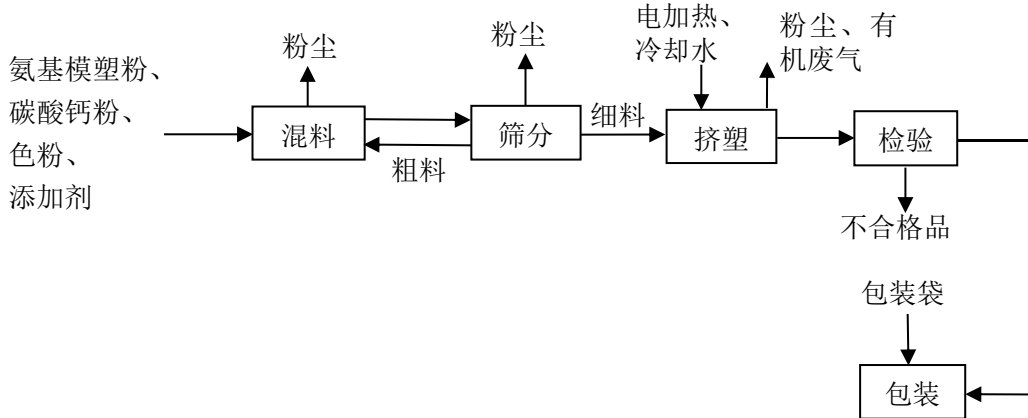 氨基模塑粉、
碳酸钙粉、
色粉、
添加剂
粉尘
混料
粗料
粉尘
筛分
细料
电加热、
冷却水
粉尘、有
机废气
挤塑
检验
不合格品
包装袋
包装